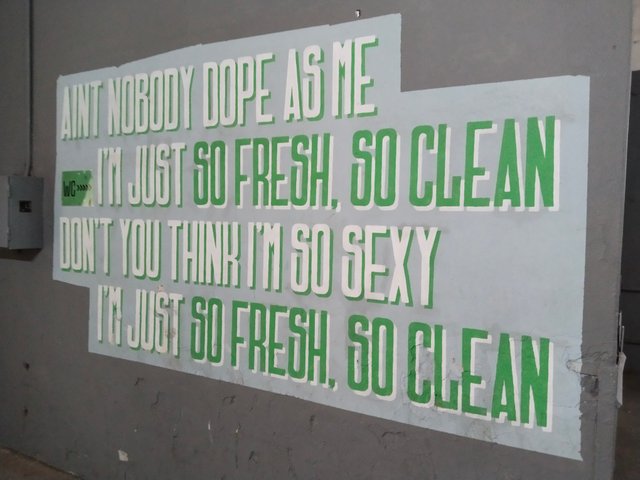 AINT NOBODY DOPE AS ME
WC>>>> I'M JUST SO FRESH, SO CLEAN
DON'T YOU THINK I'M SO SEXY
I'M JUST SO FRESH, SO CLEAN